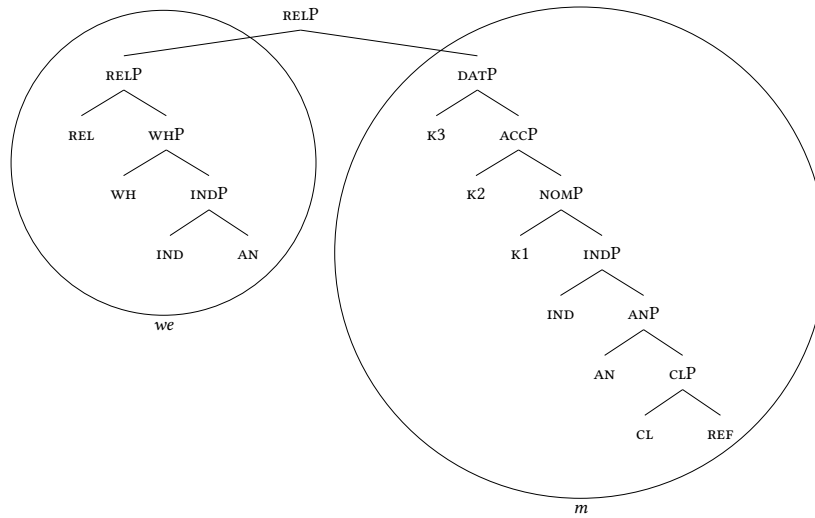 RELP
RELP DATP
REL WHP K3 ACCP
WH INDP K2 NOMP
IND AN K1 INDP
we IND ANP
AN CLP
CL REF
m